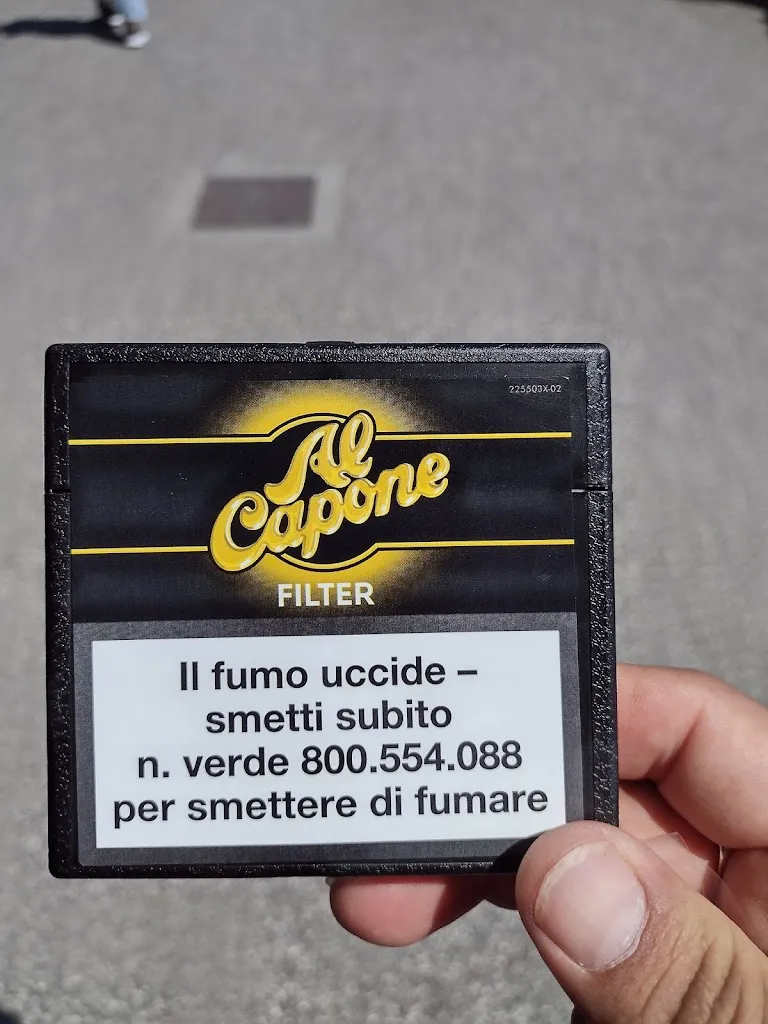 225503X-02
Al
Capone
FILTER
Il fumo uccide –
smetti subito
n. verde 800.554.088
per smettere di fumare